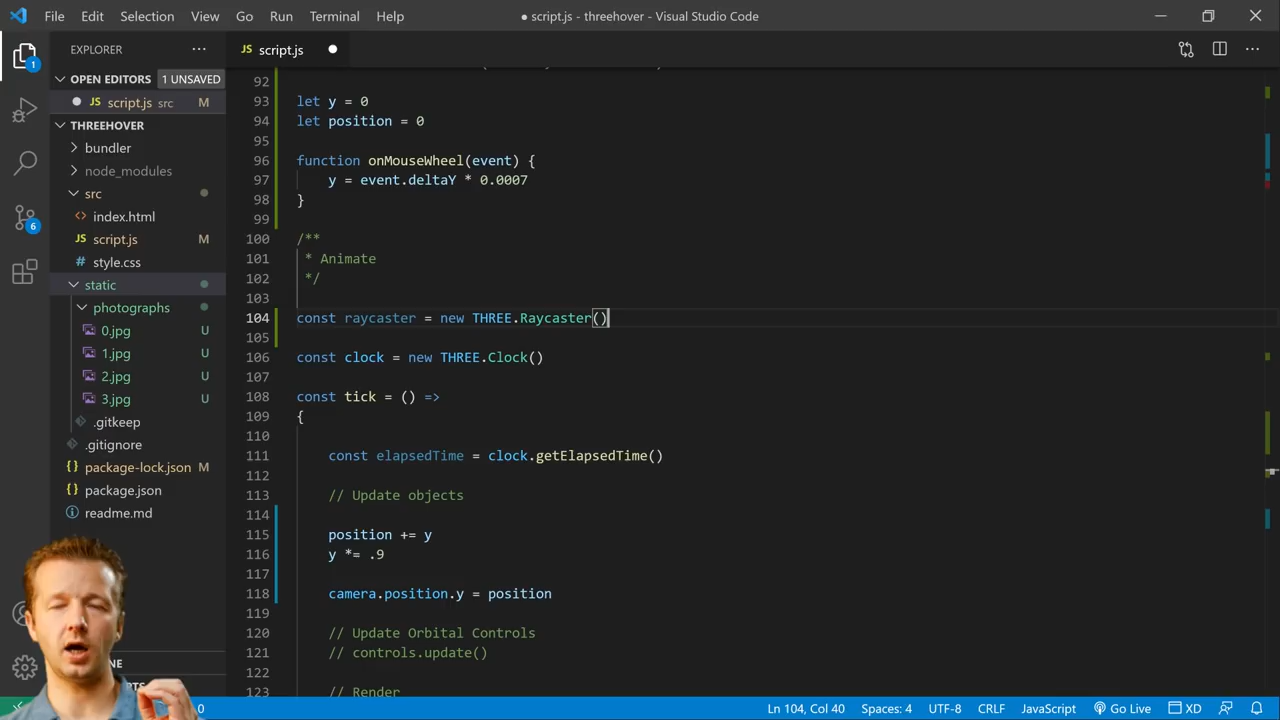 File Edit Selection View Go Run Terminal Help
● script.js - threehover - Visual Studio Code
EXPLORER
JS script.js
OPEN EDITORS 1 UNSAVED
JS script.js src M
THREEHOVER
bundler
node_modules
src
<> index.html
JS script.js M
# style.css
static
photographs
0.jpg U
1.jpg U
2.jpg U
3.jpg U
.gitkeep
.gitignore
{} package-lock.json M
{} package.json
readme.md
1
6
92
93 let y = 0
94 let position = 0
95
96 function onMouseWheel(event) {
97 y = event.deltaY * 0.0007
98 }
99
100 /**
101 * Animate
102 */
103
104 const raycaster = new THREE.Raycaster()
105
106 const clock = new THREE.Clock()
107
108 const tick = () =>
109 {
110
111 const elapsedTime = clock.getElapsedTime()
112
113 // Update objects
114
115 position += y
116 y *= .9
117
118 camera.position.y = position
119
120 // Update Orbital Controls
121 // controls.update()
122
123 // Render
Ln 104, Col 40 Spaces: 4 UTF-8 CRLF JavaScript Go Live XD